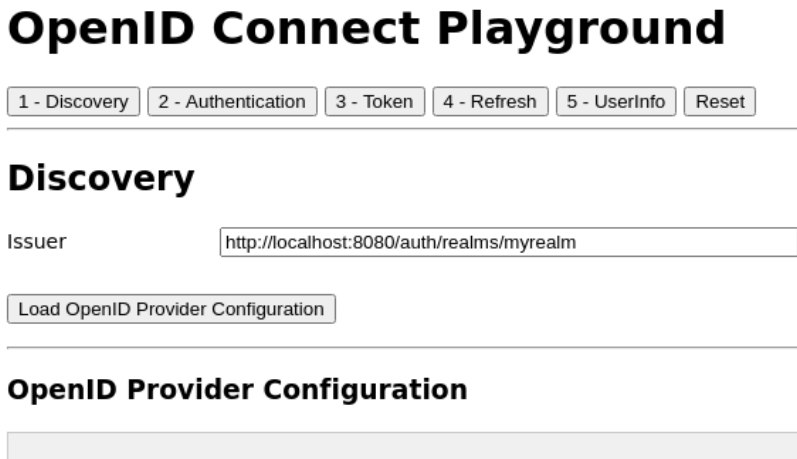 OpenID Connect Playground
1 - Discovery 2 - Authentication 3 - Token 4 - Refresh 5 - UserInfo Reset
Discovery
Issuer http://localhost:8080/auth/realms/myrealm
Load OpenID Provider Configuration
OpenID Provider Configuration